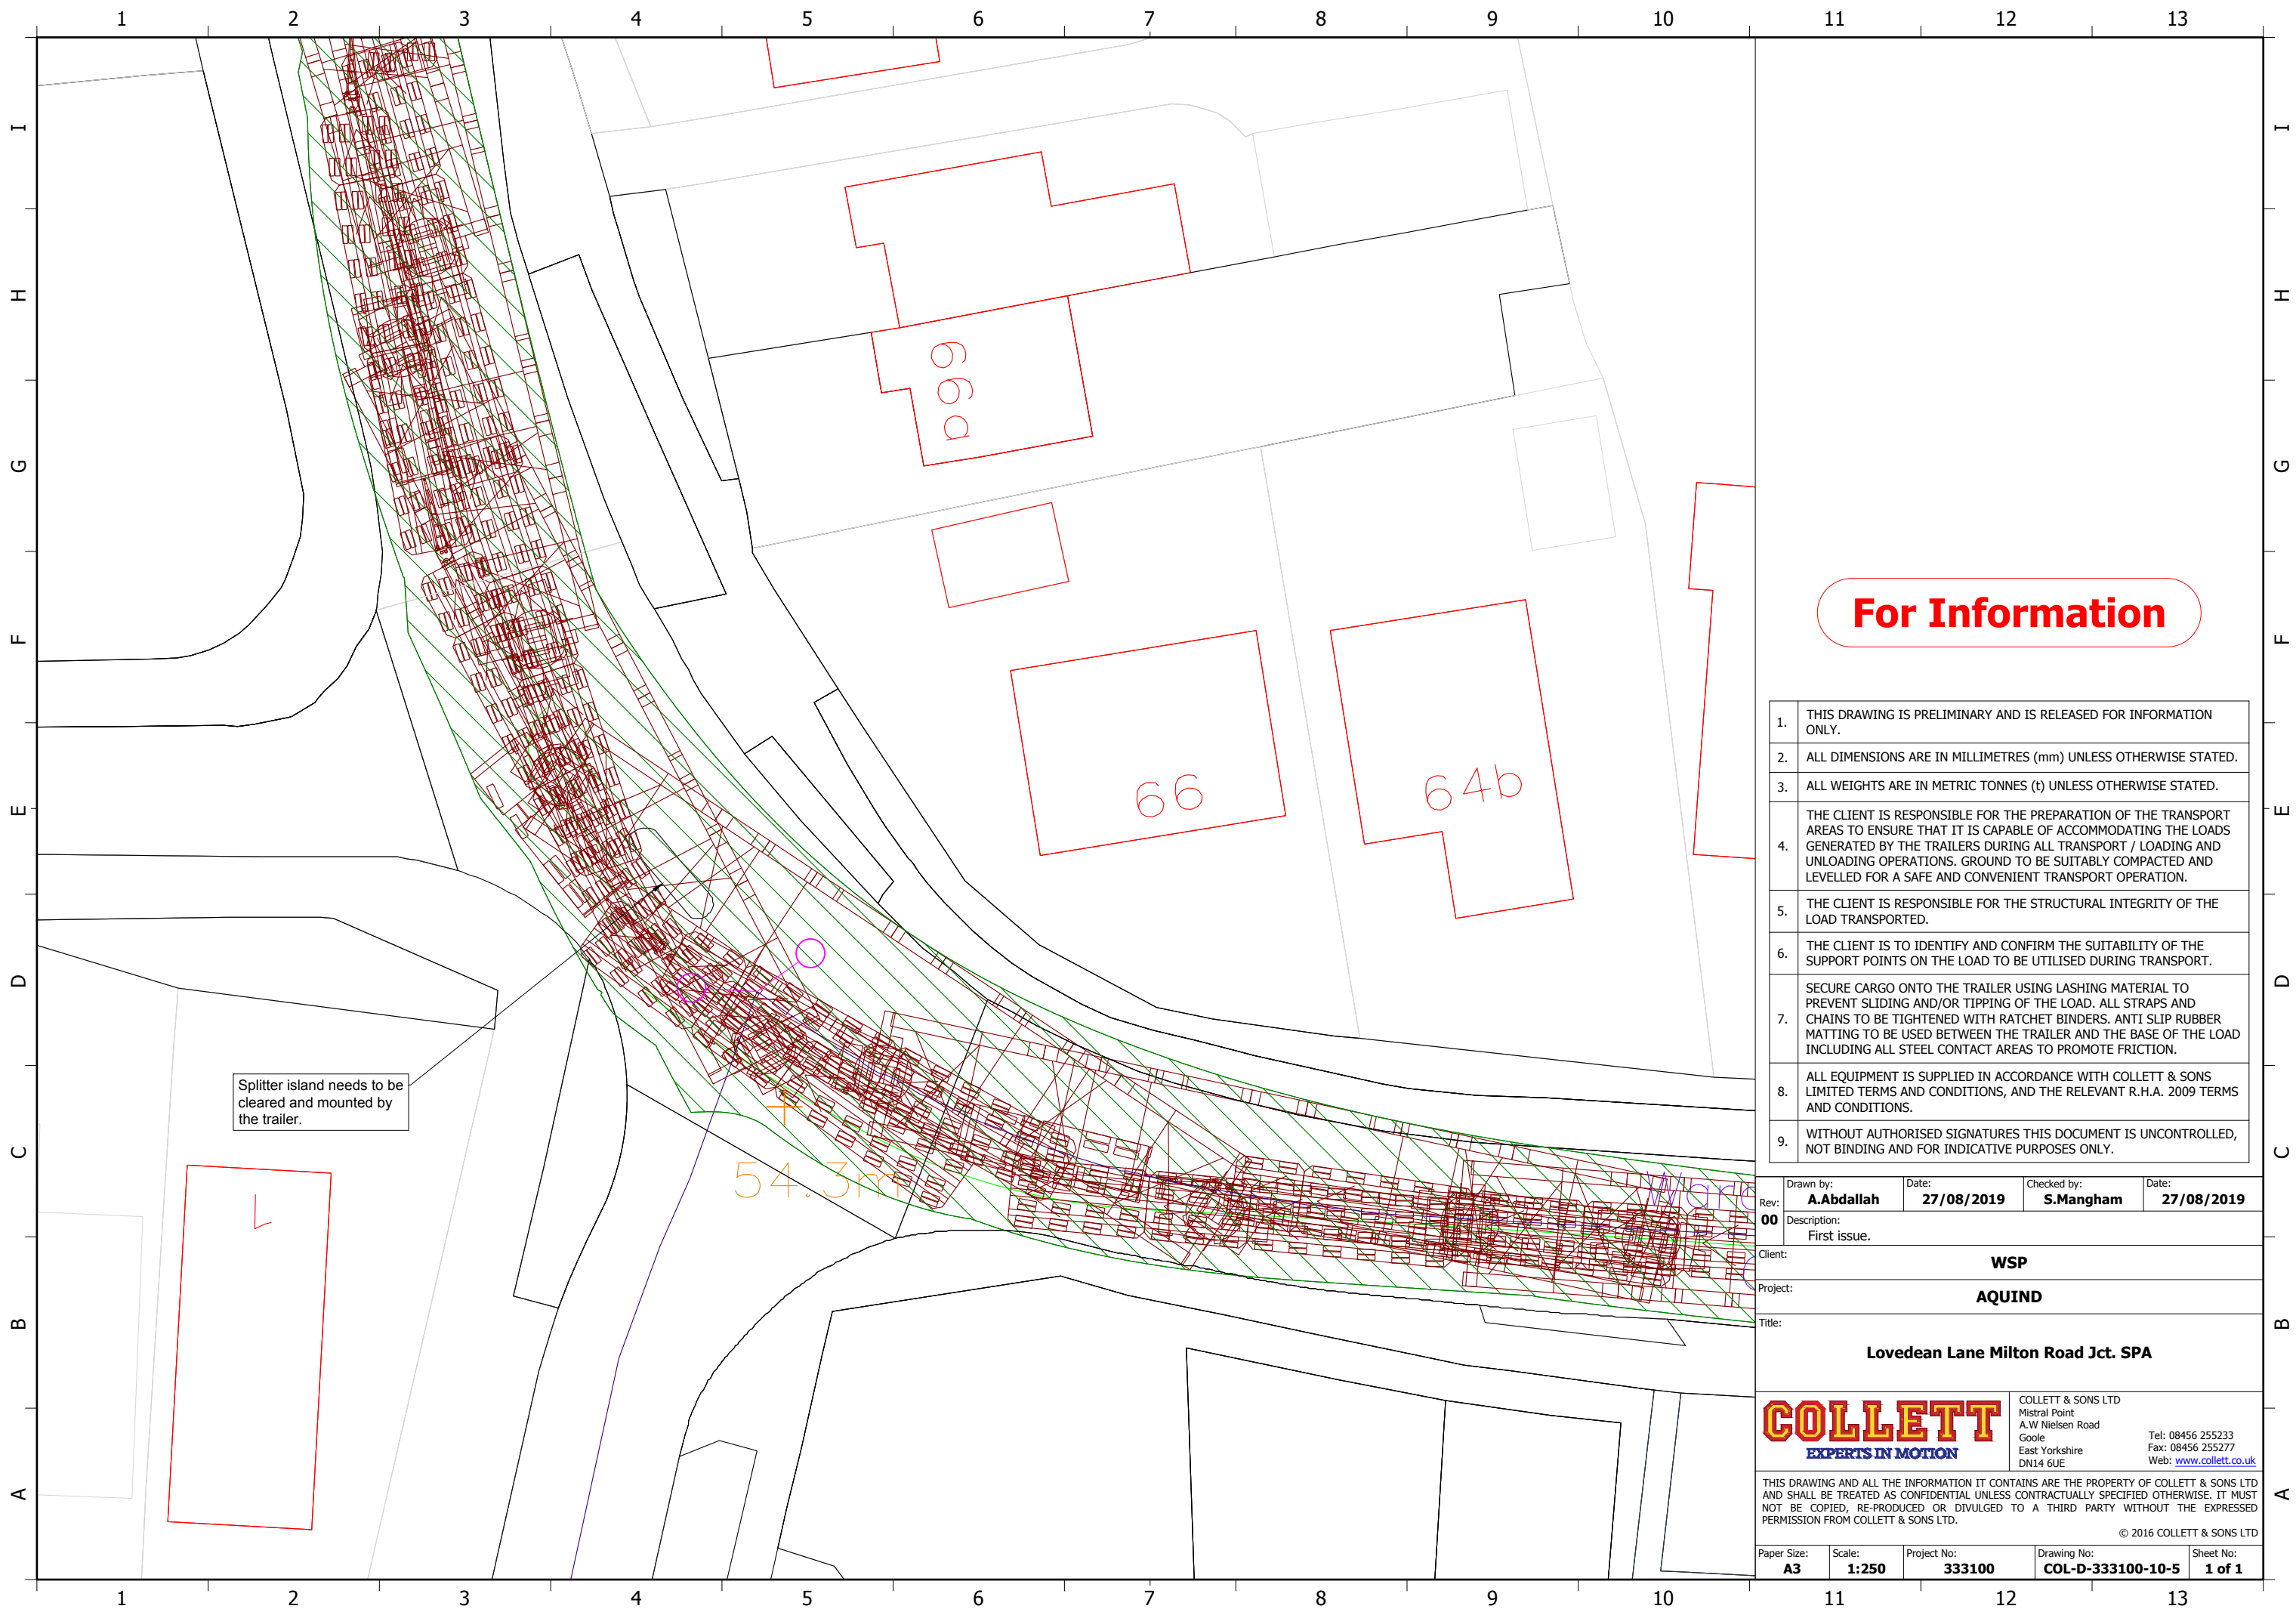 1 2 3 4 5 6 7 8 9 10 11 12 13
I
H
G
F
E
D
C
B
A
I
H
G
F
E
D
C
B
A
66a
66
64b
1
54.3m
Splitter island needs to be
cleared and mounted by
the trailer.
For Information
1. THIS DRAWING IS PRELIMINARY AND IS RELEASED FOR INFORMATION
ONLY.
2. ALL DIMENSIONS ARE IN MILLIMETRES (mm) UNLESS OTHERWISE STATED.
3. ALL WEIGHTS ARE IN METRIC TONNES (t) UNLESS OTHERWISE STATED.
4. THE CLIENT IS RESPONSIBLE FOR THE PREPARATION OF THE TRANSPORT
AREAS TO ENSURE THAT IT IS CAPABLE OF ACCOMMODATING THE LOADS
GENERATED BY THE TRAILERS DURING ALL TRANSPORT / LOADING AND
UNLOADING OPERATIONS. GROUND TO BE SUITABLY COMPACTED AND
LEVELLED FOR A SAFE AND CONVENIENT TRANSPORT OPERATION.
5. THE CLIENT IS RESPONSIBLE FOR THE STRUCTURAL INTEGRITY OF THE
LOAD TRANSPORTED.
6. THE CLIENT IS TO IDENTIFY AND CONFIRM THE SUITABILITY OF THE
SUPPORT POINTS ON THE LOAD TO BE UTILISED DURING TRANSPORT.
7. SECURE CARGO ONTO THE TRAILER USING LASHING MATERIAL TO
PREVENT SLIDING AND/OR TIPPING OF THE LOAD. ALL STRAPS AND
CHAINS TO BE TIGHTENED WITH RATCHET BINDERS. ANTI SLIP RUBBER
MATTING TO BE USED BETWEEN THE TRAILER AND THE BASE OF THE LOAD
INCLUDING ALL STEEL CONTACT AREAS TO PROMOTE FRICTION.
8. ALL EQUIPMENT IS SUPPLIED IN ACCORDANCE WITH COLLETT & SONS
LIMITED TERMS AND CONDITIONS, AND THE RELEVANT R.H.A. 2009 TERMS
AND CONDITIONS.
9. WITHOUT AUTHORISED SIGNATURES THIS DOCUMENT IS UNCONTROLLED,
NOT BINDING AND FOR INDICATIVE PURPOSES ONLY.
Rev: Drawn by: Date: Checked by: Date:
A.Abdallah 27/08/2019 S.Mangham 27/08/2019
00 Description:
First issue.
Client:
WSP
Project:
AQUIND
Title:
Lovedean Lane Milton Road Jct. SPA
COLLETT
EXPERTS IN MOTION
COLLETT & SONS LTD
Mistral Point
A.W Nielsen Road
Goole
East Yorkshire
DN14 6UE
Tel: 08456 255233
Fax: 08456 255277
Web: www.collett.co.uk
THIS DRAWING AND ALL THE INFORMATION IT CONTAINS ARE THE PROPERTY OF COLLETT & SONS LTD
AND SHALL BE TREATED AS CONFIDENTIAL UNLESS CONTRACTUALLY SPECIFIED OTHERWISE. IT MUST
NOT BE COPIED, RE-PRODUCED OR DIVULGED TO A THIRD PARTY WITHOUT THE EXPRESSED
PERMISSION FROM COLLETT & SONS LTD.
© 2016 COLLETT & SONS LTD
Paper Size: Scale: Project No: Drawing No: Sheet No:
A3 1:250 333100 COL-D-333100-10-5 1 of 1
1 2 3 4 5 6 7 8 9 10 11 12 13